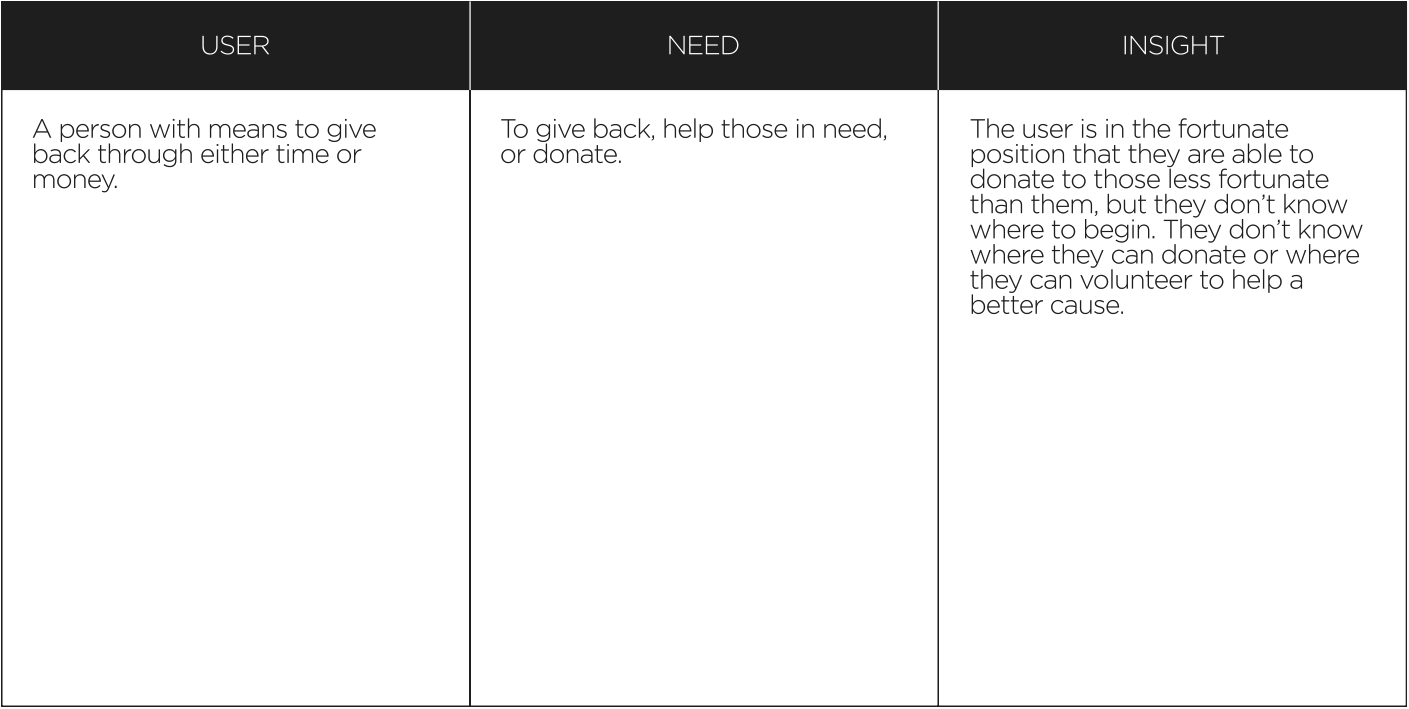 USER
NEED
INSIGHT
A person with means to give
back through either time or
money.
To give back, help those in need,
or donate.
The user is in the fortunate
position that they are able to
donate to those less fortunate
than them, but they don’t know
where to begin. They don’t know
where they can donate or where
they can volunteer to help a
better cause.